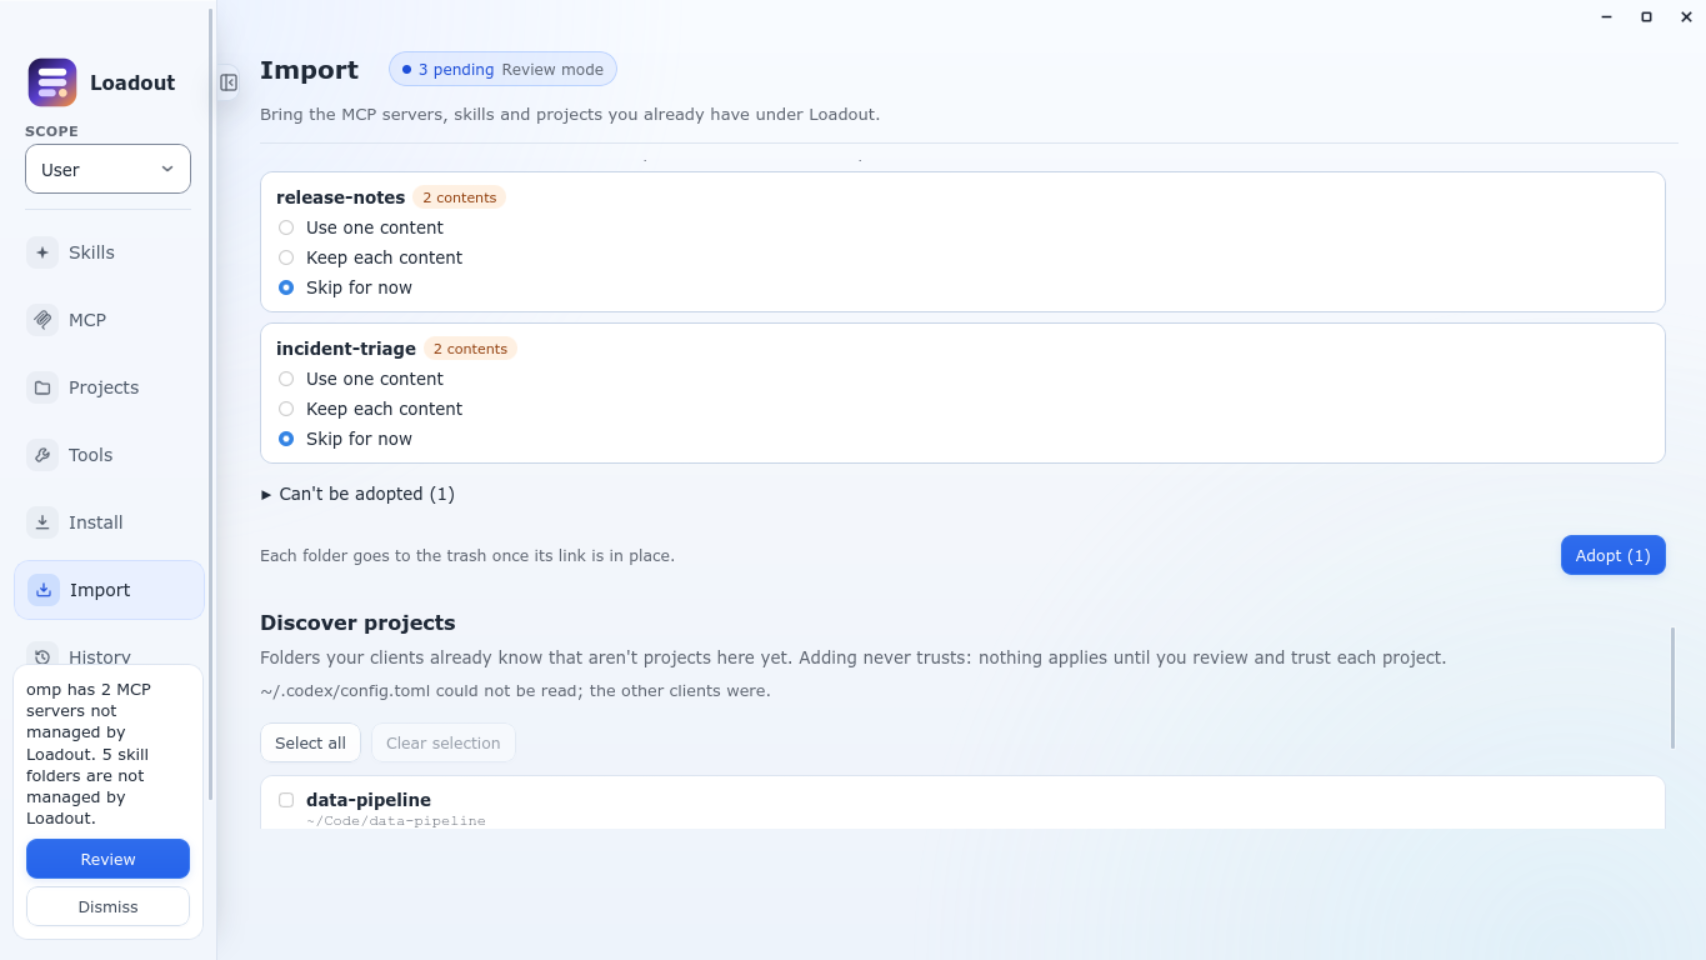 Loadout
SCOPE
User
Skills
MCP
Projects
Tools
Install
Import
History
omp has 2 MCP
servers not
managed by
Loadout. 5 skill
folders are not
managed by
Loadout.
Review
Dismiss
Import
3 pending Review mode
Bring the MCP servers, skills and projects you already have under Loadout.
release-notes 2 contents
Use one content
Keep each content
Skip for now
incident-triage 2 contents
Use one content
Keep each content
Skip for now
Can't be adopted (1)
Each folder goes to the trash once its link is in place.
Adopt (1)
Discover projects
Folders your clients already know that aren't projects here yet. Adding never trusts: nothing applies until you review and trust each project.
~/.codex/config.toml could not be read; the other clients were.
Select all
Clear selection
data-pipeline
~/Code/data-pipeline